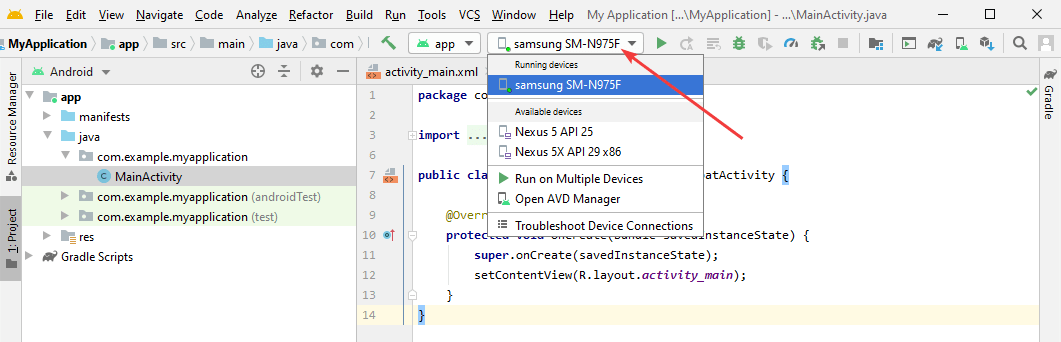 File Edit View Navigate Code Analyze Refactor Build Run Tools VCS Window Help My Application [...\MyApplication] - ...\MainActivity.java
MyApplication app src main java com app samsung SM-N975F
Resource Manager
1: Project
Android
app
manifests
java
com.example.myapplication
MainActivity
com.example.myapplication (androidTest)
com.example.myapplication (test)
res
Gradle Scripts
activity_main.xml
1 package co
2
3 import ...
6
7 public cla patActivity {
8
9 @Overr
10 protected void onCreate(Bundle savedInstanceState) {
11 super.onCreate(savedInstanceState);
12 setContentView(R.layout.activity_main);
13 }
14 }
Running devices
samsung SM-N975F
Available devices
Nexus 5 API 25
Nexus 5X API 29 x86
Run on Multiple Devices
Open AVD Manager
Troubleshoot Device Connections
Gradle